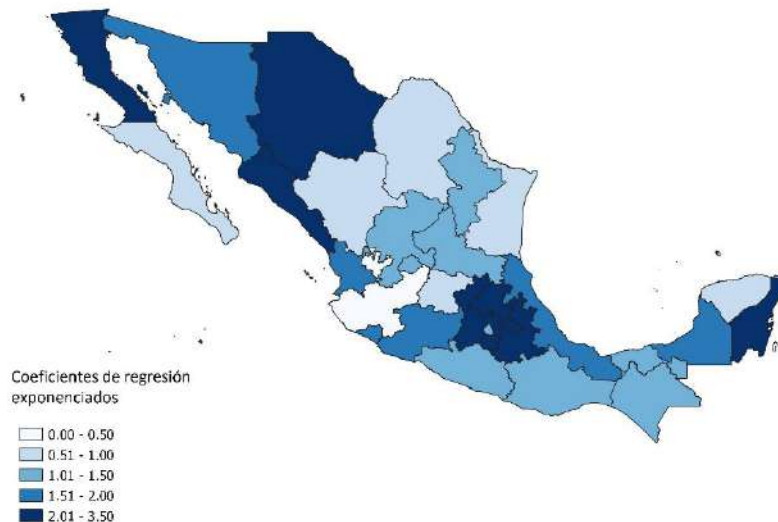 Coeficientes de regresión
exponenciados
0.00 - 0.50
0.51 - 1.00
1.01 - 1.50
1.51 - 2.00
2.01 - 3.50